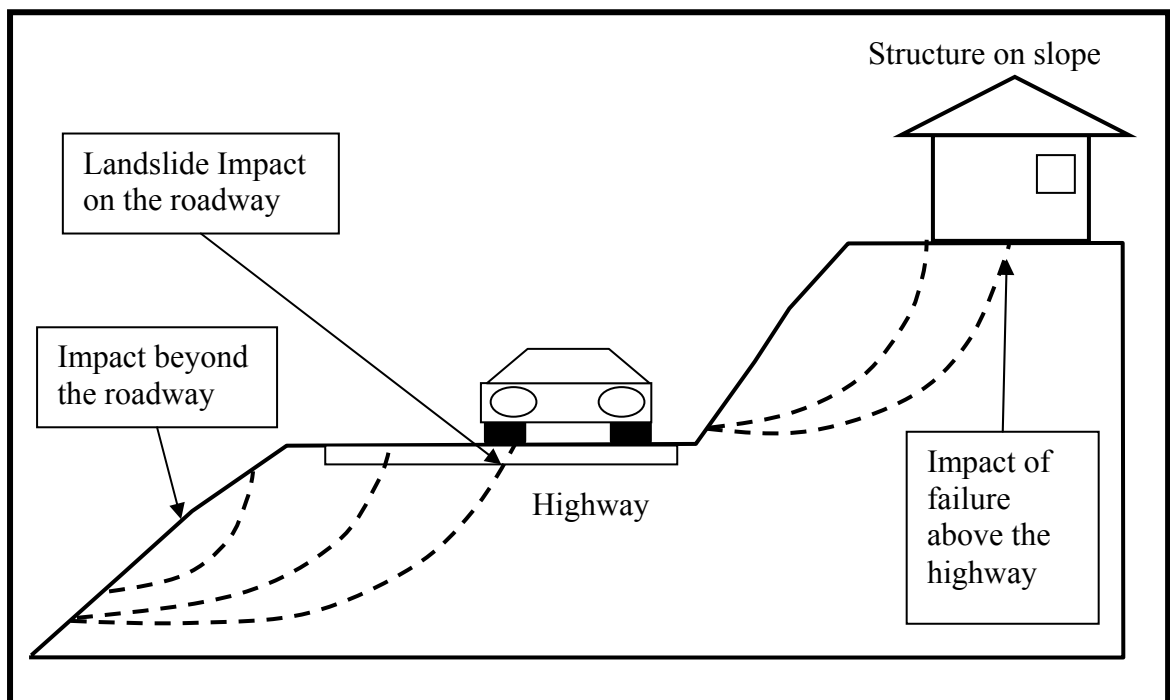 Structure on slope
Landslide Impact
on the roadway
Impact beyond
the roadway
Highway
Impact of
failure
above the
highway